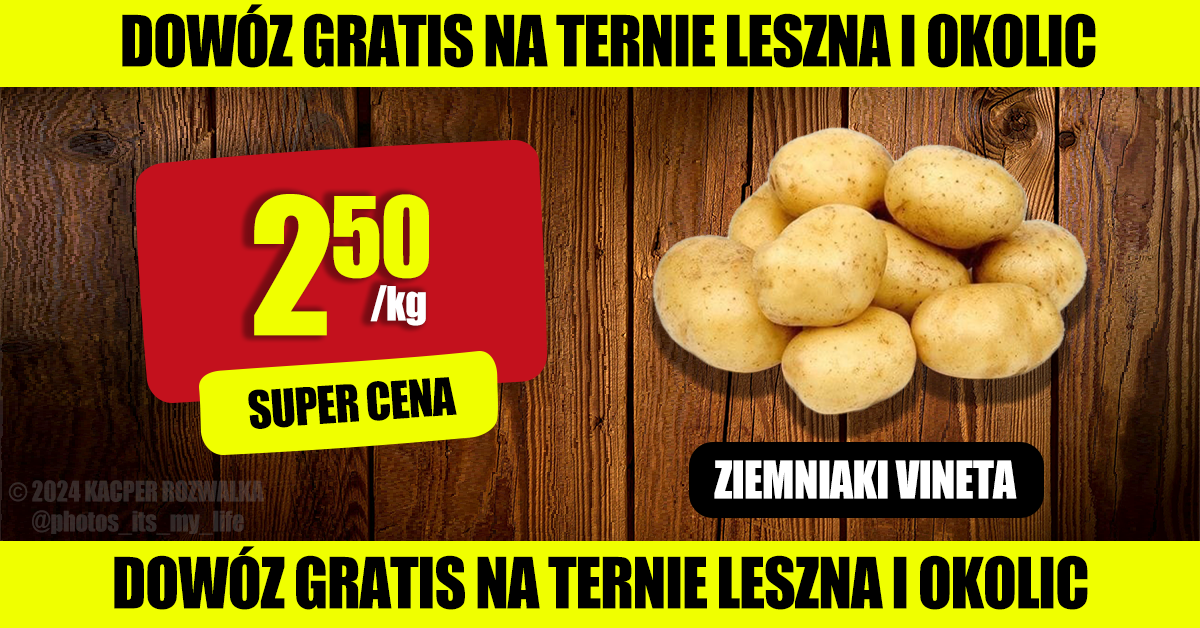 DOWÓZ GRATIS NA TERNIE LESZNA I OKOLIC
2 50
/kg
SUPER CENA
ZIEMNIAKI VINETA
© 2024 KACPER ROZWALKA
@photos_its_my_life
DOWÓZ GRATIS NA TERNIE LESZNA I OKOLIC